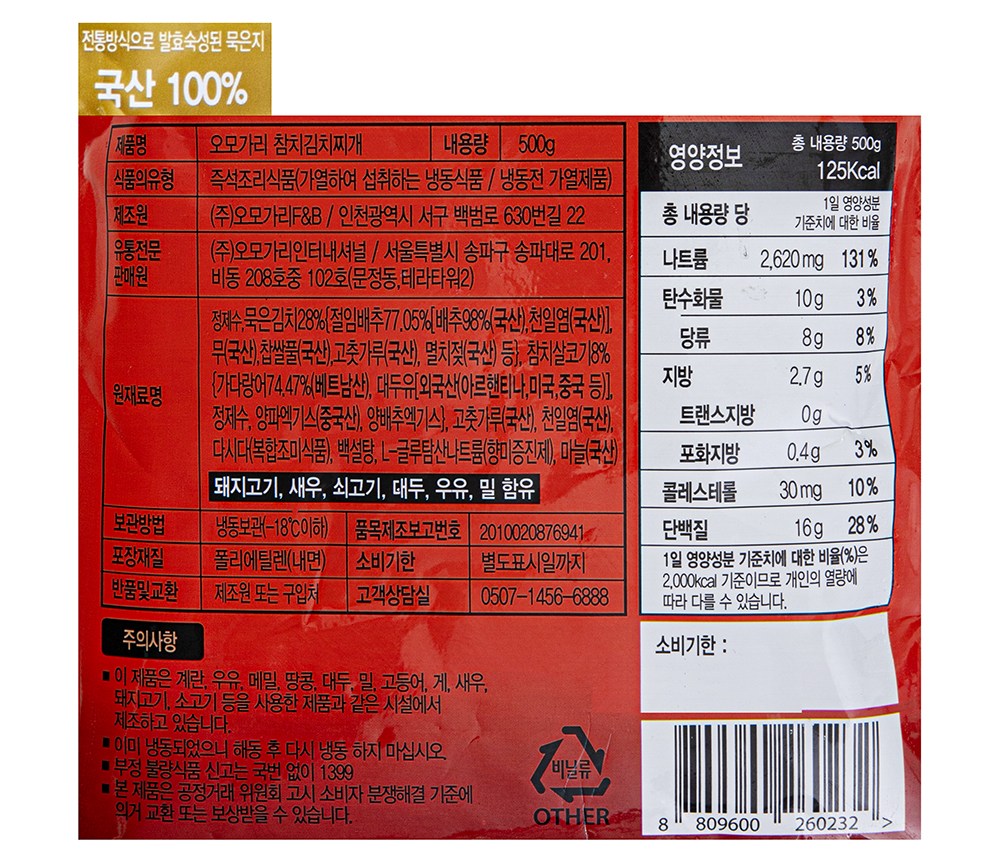 전통방식으로 발효숙성된 묵은지
국산 100%
제품명 오모가리 참치김치찌개 내용량 500g
식품의유형 즉석조리식품(가열하여 섭취하는 냉동식품 / 냉동전 가열제품)
제조원 (주)오모가리F&B / 인천광역시 서구 백범로 630번길 22
유통전문
판매원
(주)오모가리인터내셔널 / 서울특별시 송파구 송파대로 201,
비동 208호중 102호(문정동,테라타워2)
원재료명
정제수,묵은김치28%{절임배추77.05%[배추98%(국산),천일염(국산)],
무(국산),찹쌀풀(국산),고춧가루(국산), 멸치젓(국산) 등}, 참치살코기8%
{가다랑어74.47%(베트남산), 대두유[외국산(아르헨티나,미국,중국 등)],
정제수, 양파엑기스(중국산), 양배추엑기스}, 고춧가루(국산), 천일염(국산),
다시다(복합조미식품), 백설탕, L-글루탐산나트륨(향미증진제), 마늘(국산)
돼지고기, 새우, 쇠고기, 대두, 우유, 밀 함유
보관방법 냉동보관(-18℃이하) 품목제조보고번호 2010020876941
포장재질 폴리에틸렌(내면) 소비기한 별도표시일까지
반품및교환 제조원 또는 구입처 고객상담실 0507-1456-6888
주의사항
▪이 제품은 계란, 우유, 메밀, 땅콩, 대두, 밀, 고등어, 게, 새우,
돼지고기, 소고기 등을 사용한 제품과 같은 시설에서
제조하고 있습니다.
▪이미 냉동되었으니 해동 후 다시 냉동 하지 마십시오.
▪부정 불량식품 신고는 국번 없이 1399
▪본 제품은 공정거래 위원회 고시 소비자 분쟁해결 기준에
의거 교환 또는 보상받을 수 있습니다.
비닐류
OTHER
영양정보
총 내용량 500g
125Kcal
총 내용량 당
1일 영양성분
기준치에 대한 비율
나트륨 2,620mg 131%
탄수화물 10g 3%
당류 8g 8%
지방 2.7g 5%
트랜스지방 0g
포화지방 0.4g 3%
콜레스테롤 30mg 10%
단백질 16g 28%
1일 영양성분 기준치에 대한 비율(%)은
2,000kcal 기준이므로 개인의 열량에
따라 다를 수 있습니다.
소비기한 :
8 809600 260232 >